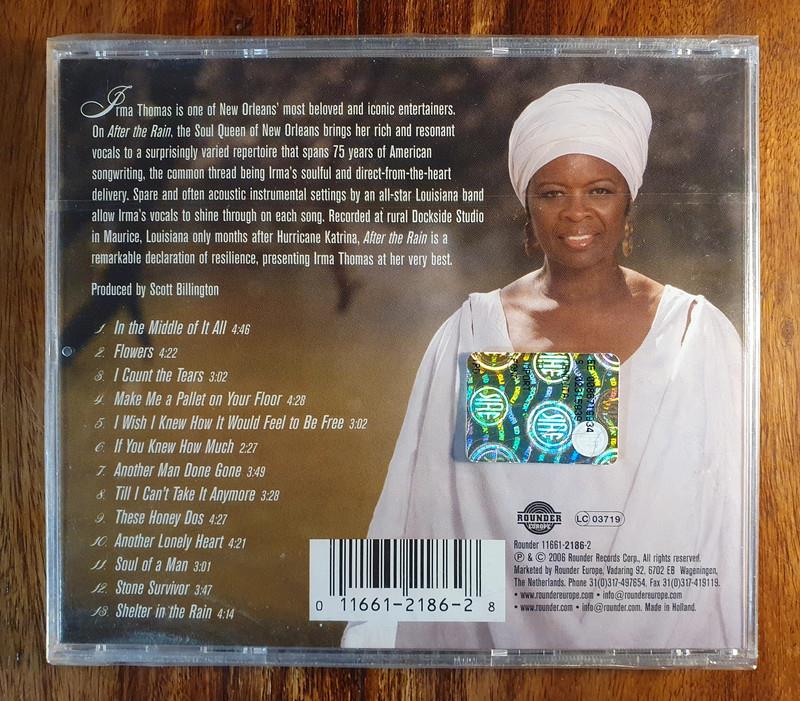 Irma Thomas is one of New Orleans' most beloved and iconic entertainers.
On After the Rain, the Soul Queen of New Orleans brings her rich and resonant
vocals to a surprisingly varied repertoire that spans 75 years of American
songwriting, the common thread being Irma's soulful and direct-from-the-heart
delivery. Spare and often acoustic instrumental settings by an all-star Louisiana band
allow Irma's vocals to shine through on each song. Recorded at rural Dockside Studio
in Maurice, Louisiana only months after Hurricane Katrina, After the Rain is a
remarkable declaration of resilience, presenting Irma Thomas at her very best.
Produced by Scott Billington
1. In the Middle of It All 4:46
2. Flowers 4:22
3. I Count the Tears 3:02
4. Make Me a Pallet on Your Floor 4:28
5. I Wish I Knew How It Would Feel to Be Free 3:02
6. If You Knew How Much 2:27
7. Another Man Done Gone 3:49
8. Till I Can't Take It Anymore 3:28
9. These Honey Dos 4:27
10. Another Lonely Heart 4:21
11. Soul of a Man 3:01
12. Stone Survivor 3:47
13. Shelter in the Rain 4:14
SIAE
0 11661-2186-2 8
ROUNDER
EUROPE
LC 03719
Rounder 11661-2186-2
℗ & © 2006 Rounder Records Corp., All rights reserved.
Marketed by Rounder Europe, Vadaring 92, 6702 EB Wageningen,
The Netherlands. Phone 31(0)317-497654, Fax 31(0)317-419119.
• www.roundereurope.com • info@roundereurope.com
• www.rounder.com • info@rounder.com. Made in Holland.